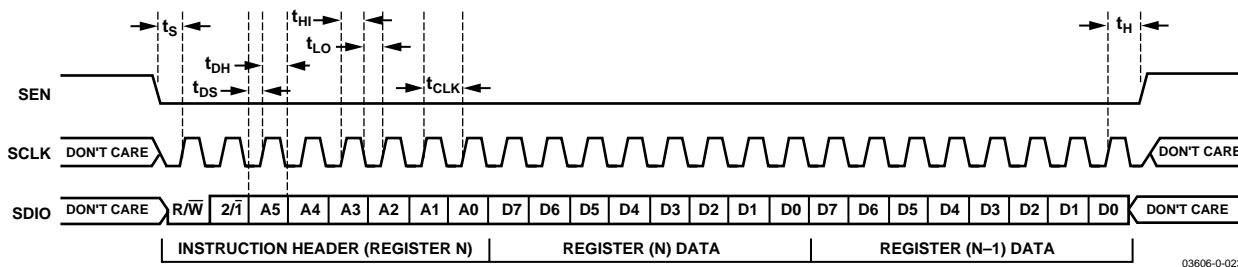 tS
tHI
tH
tLO
tDH
tDS
tCLK
SEN
SCLK DON'T CARE DON'T CARE
SDIO DON'T CARE R/W̅ 2/1̅ A5 A4 A3 A2 A1 A0 D7 D6 D5 D4 D3 D2 D1 D0 D7 D6 D5 D4 D3 D2 D1 D0 DON'T CARE
INSTRUCTION HEADER (REGISTER N) REGISTER (N) DATA REGISTER (N–1) DATA
03606-0-023